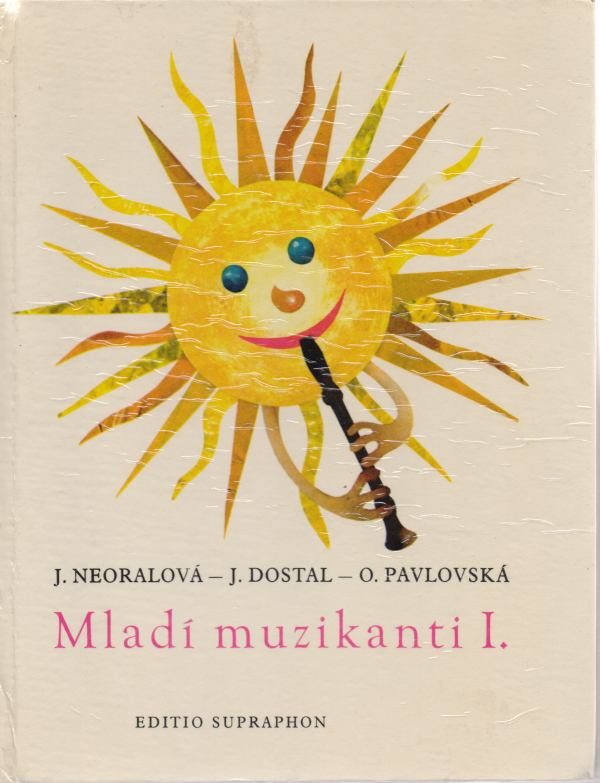 J. NEORALOVÁ – J. DOSTAL – O. PAVLOVSKÁ
Mladí muzikanti I.
EDITIO SUPRAPHON